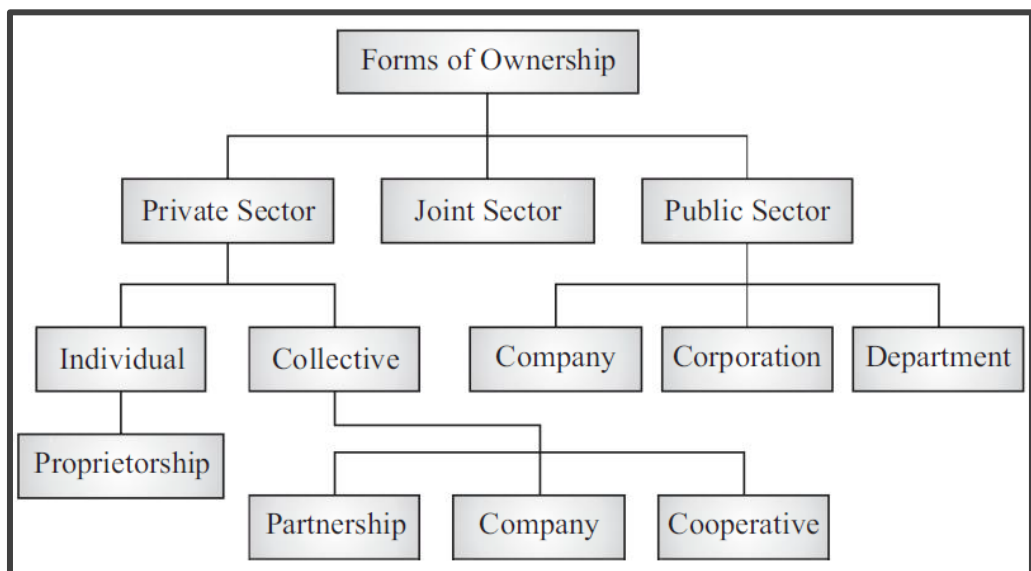 Forms of Ownership
Private Sector
Joint Sector
Public Sector
Individual
Collective
Company
Corporation
Department
Proprietorship
Partnership
Company
Cooperative